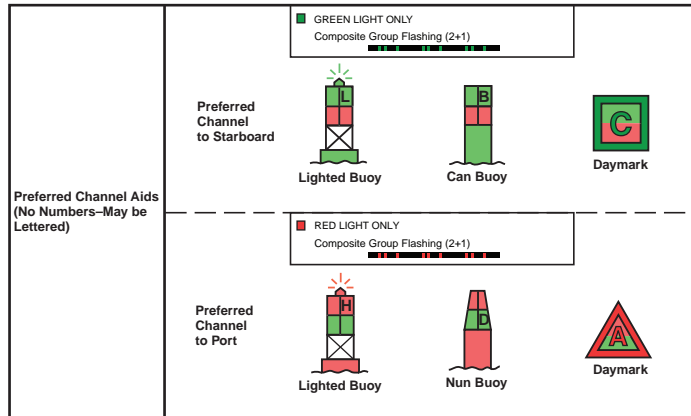 GREEN LIGHT ONLY
Composite Group Flashing (2+1)
Preferred
Channel
to Starboard
L
B
C
Lighted Buoy
Can Buoy
Daymark
Preferred Channel Aids
(No Numbers–May be
Lettered)
RED LIGHT ONLY
Composite Group Flashing (2+1)
Preferred
Channel
to Port
H
D
A
Lighted Buoy
Nun Buoy
Daymark